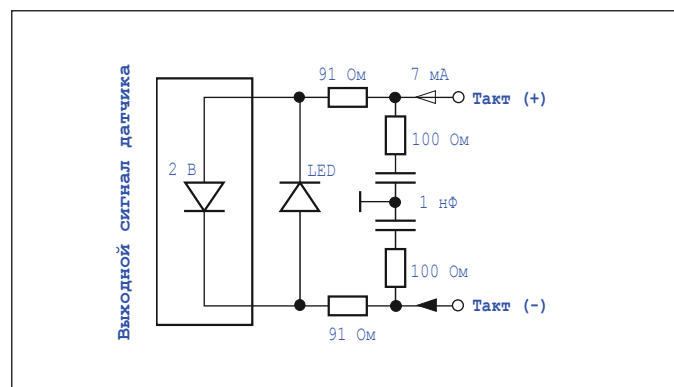 Выходной сигнал датчика
91 Ом
7 мА
Такт (+)
100 Ом
2 В
LED
1 нФ
100 Ом
Такт (-)
91 Ом